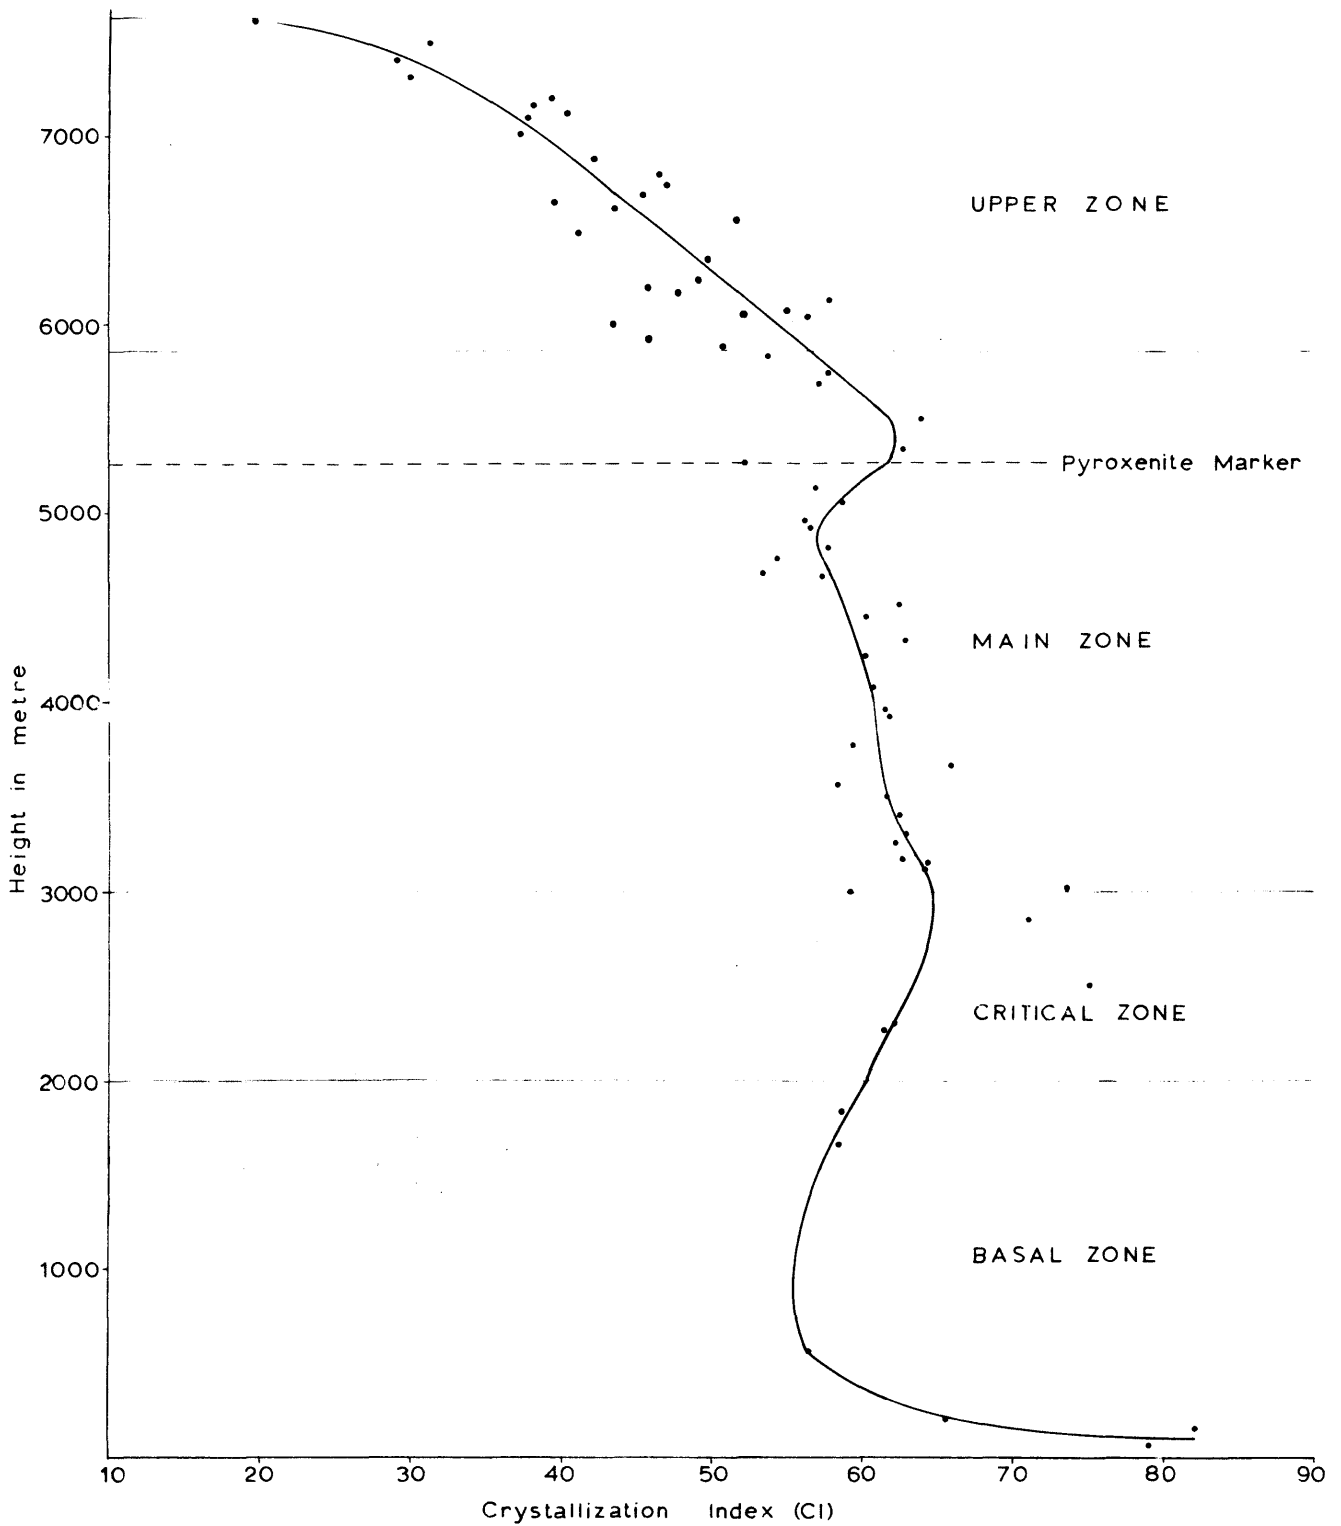 7000
UPPER ZONE
6000
Pyroxenite Marker
5000
MAIN ZONE
4000
Height in metre
3000
CRITICAL ZONE
2000
BASAL ZONE
1000
10 20 30 40 50 60 70 80 90
Crystallization Index (CI)